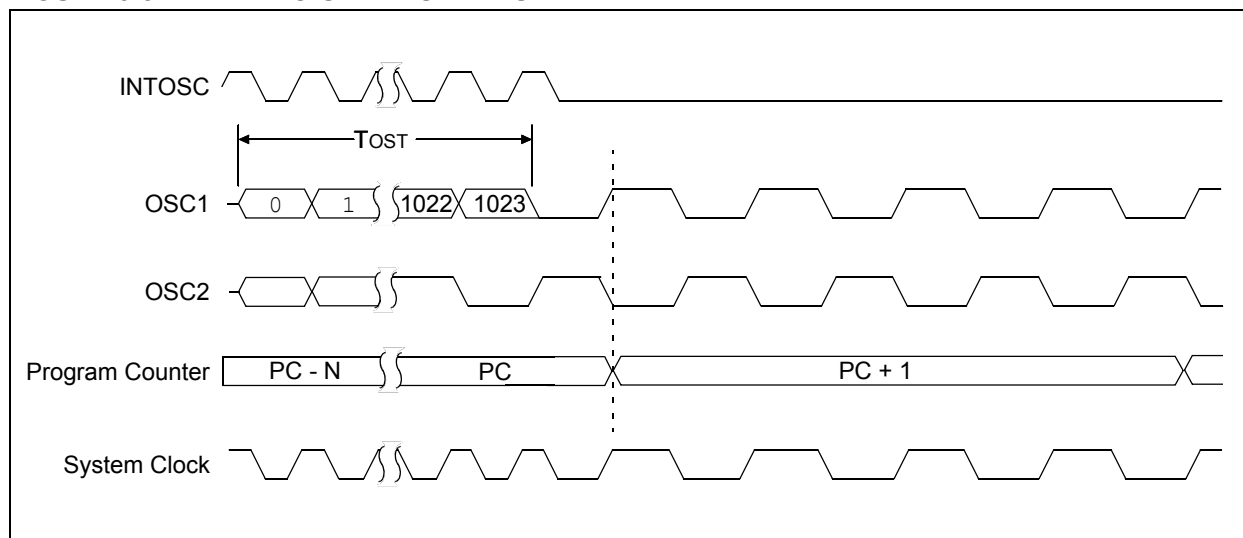 INTOSC
TOST
OSC1
0 1 1022 1023
OSC2
Program Counter
PC - N PC PC + 1
System Clock